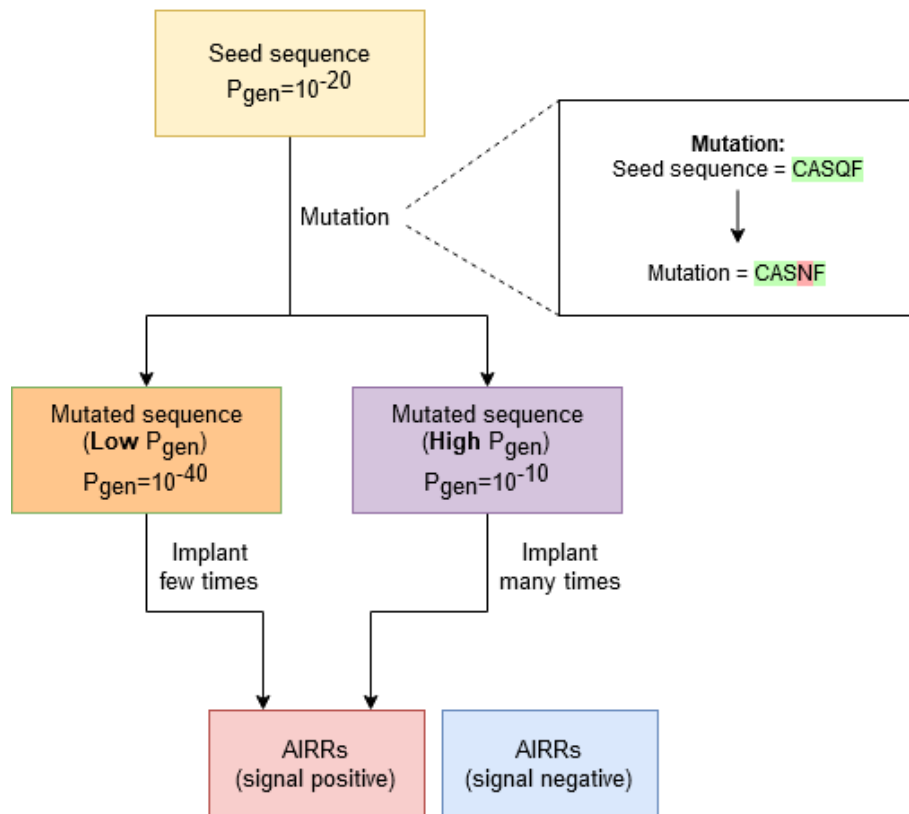 Seed sequence
Pgen=10-20
Mutation
Mutation:
Seed sequence = CASQF
Mutation = CASNF
Mutated sequence
(Low Pgen)
Pgen=10-40
Mutated sequence
(High Pgen)
Pgen=10-10
Implant
few times
Implant
many times
AIRRs
(signal positive)
AIRRs
(signal negative)